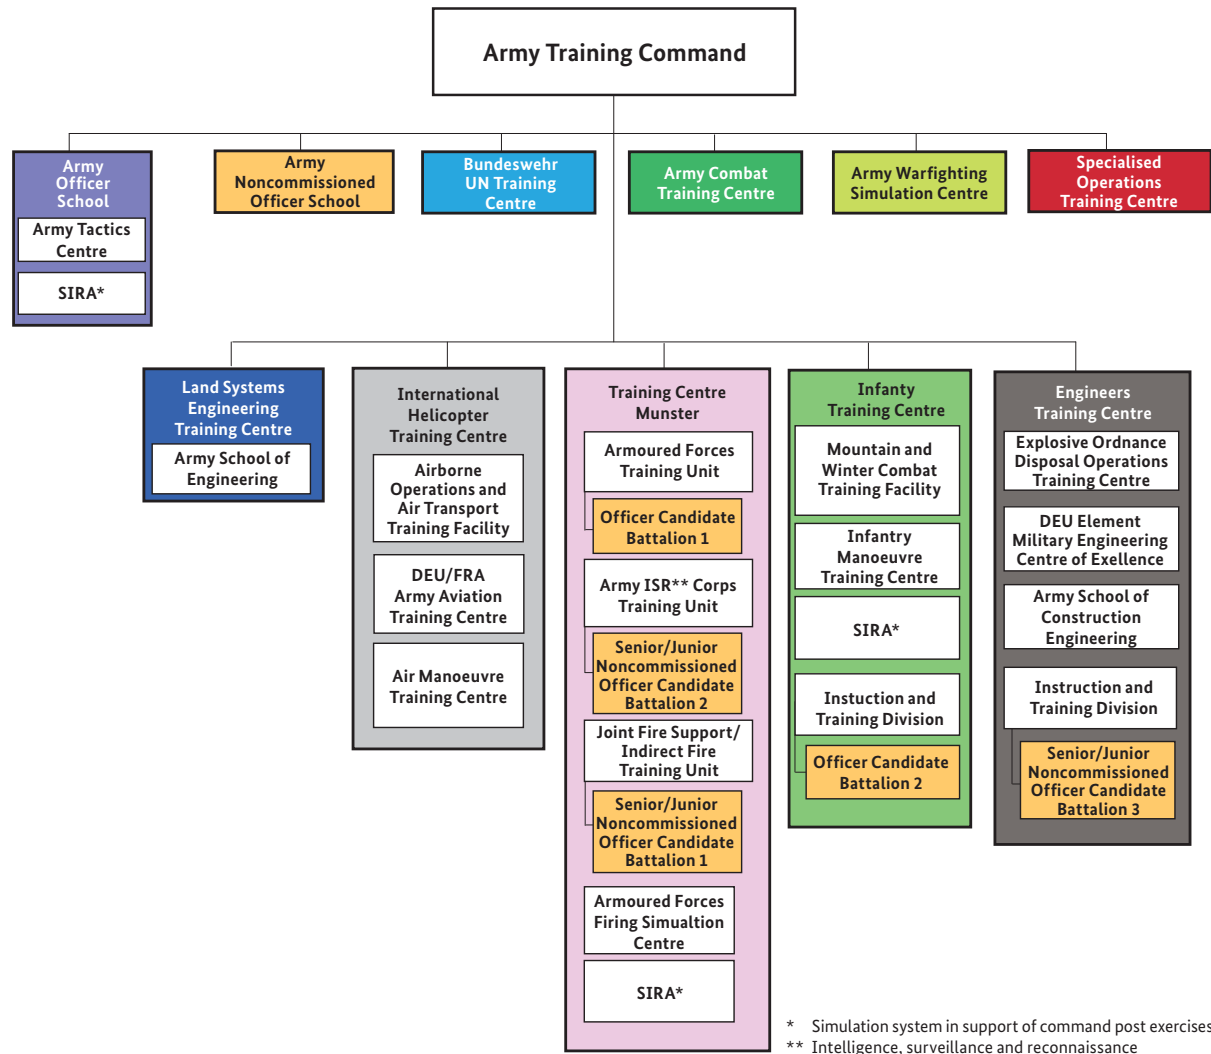 Army Training Command
Army
Officer
School
Army Tactics
Centre
SIRA*
Army
Noncommissioned
Officer School
Bundeswehr
UN Training
Centre
Army Combat
Training Centre
Army Warfighting
Simulation Centre
Specialised
Operations
Training Centre
Land Systems
Engineering
Training Centre
Army School of
Engineering
International
Helicopter
Training Centre
Airborne
Operations and
Air Transport
Training Facility
DEU/FRA
Army Aviation
Training Centre
Air Manoeuvre
Training Centre
Training Centre
Munster
Armoured Forces
Training Unit
Officer Candidate
Battalion 1
Army ISR** Corps
Training Unit
Senior/Junior
Noncommissioned
Officer Candidate
Battalion 2
Joint Fire Support/
Indirect Fire
Training Unit
Senior/Junior
Noncommissioned
Officer Candidate
Battalion 1
Armoured Forces
Firing Simualtion
Centre
SIRA*
Infanty
Training Centre
Mountain and
Winter Combat
Training Facility
Infantry
Manoeuvre
Training Centre
SIRA*
Instuction and
Training Division
Officer Candidate
Battalion 2
Engineers
Training Centre
Explosive Ordnance
Disposal Operations
Training Centre
DEU Element
Military Engineering
Centre of Exellence
Army School of
Construction
Engineering
Instruction and
Training Division
Senior/Junior
Noncommissioned
Officer Candidate
Battalion 3
* Simulation system in support of command post exercises
** Intelligence, surveillance and reconnaissance